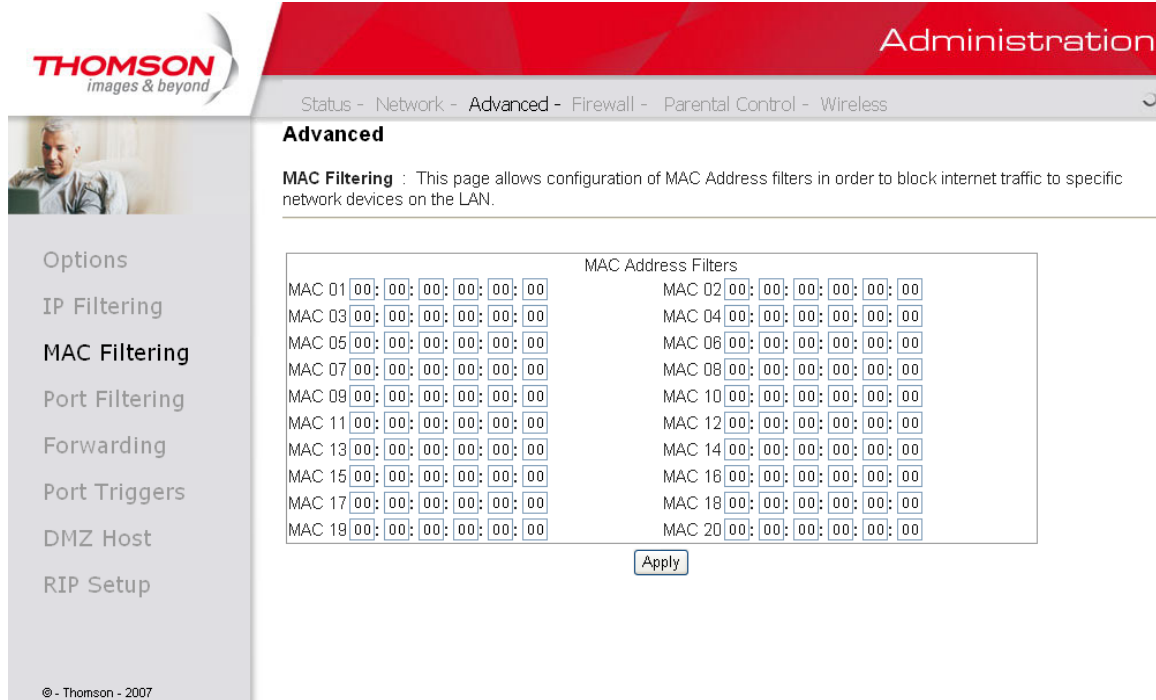 THOMSON
images & beyond
Administration
Status - Network - Advanced - Firewall - Parental Control - Wireless
Advanced
MAC Filtering : This page allows configuration of MAC Address filters in order to block internet traffic to specific
network devices on the LAN.
Options
IP Filtering
MAC Filtering
Port Filtering
Forwarding
Port Triggers
DMZ Host
RIP Setup
MAC Address Filters
MAC 01 00: 00: 00: 00: 00: 00 MAC 02 00: 00: 00: 00: 00: 00
MAC 03 00: 00: 00: 00: 00: 00 MAC 04 00: 00: 00: 00: 00: 00
MAC 05 00: 00: 00: 00: 00: 00 MAC 06 00: 00: 00: 00: 00: 00
MAC 07 00: 00: 00: 00: 00: 00 MAC 08 00: 00: 00: 00: 00: 00
MAC 09 00: 00: 00: 00: 00: 00 MAC 10 00: 00: 00: 00: 00: 00
MAC 11 00: 00: 00: 00: 00: 00 MAC 12 00: 00: 00: 00: 00: 00
MAC 13 00: 00: 00: 00: 00: 00 MAC 14 00: 00: 00: 00: 00: 00
MAC 15 00: 00: 00: 00: 00: 00 MAC 16 00: 00: 00: 00: 00: 00
MAC 17 00: 00: 00: 00: 00: 00 MAC 18 00: 00: 00: 00: 00: 00
MAC 19 00: 00: 00: 00: 00: 00 MAC 20 00: 00: 00: 00: 00: 00
Apply
© - Thomson - 2007